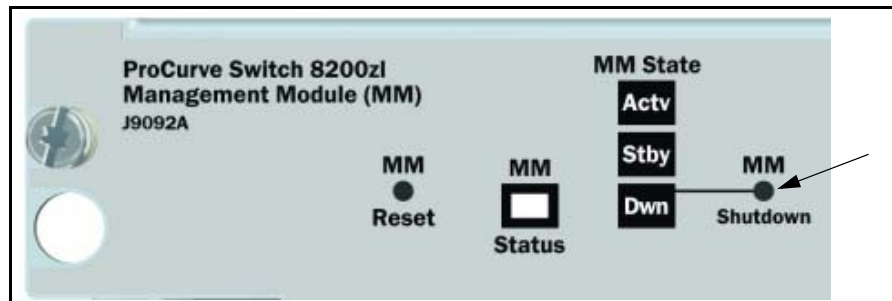 ProCurve Switch 8200zl
Management Module (MM)
J9092A
MM
Reset
MM
Status
MM State
Actv
Stby
Dwn
MM
Shutdown